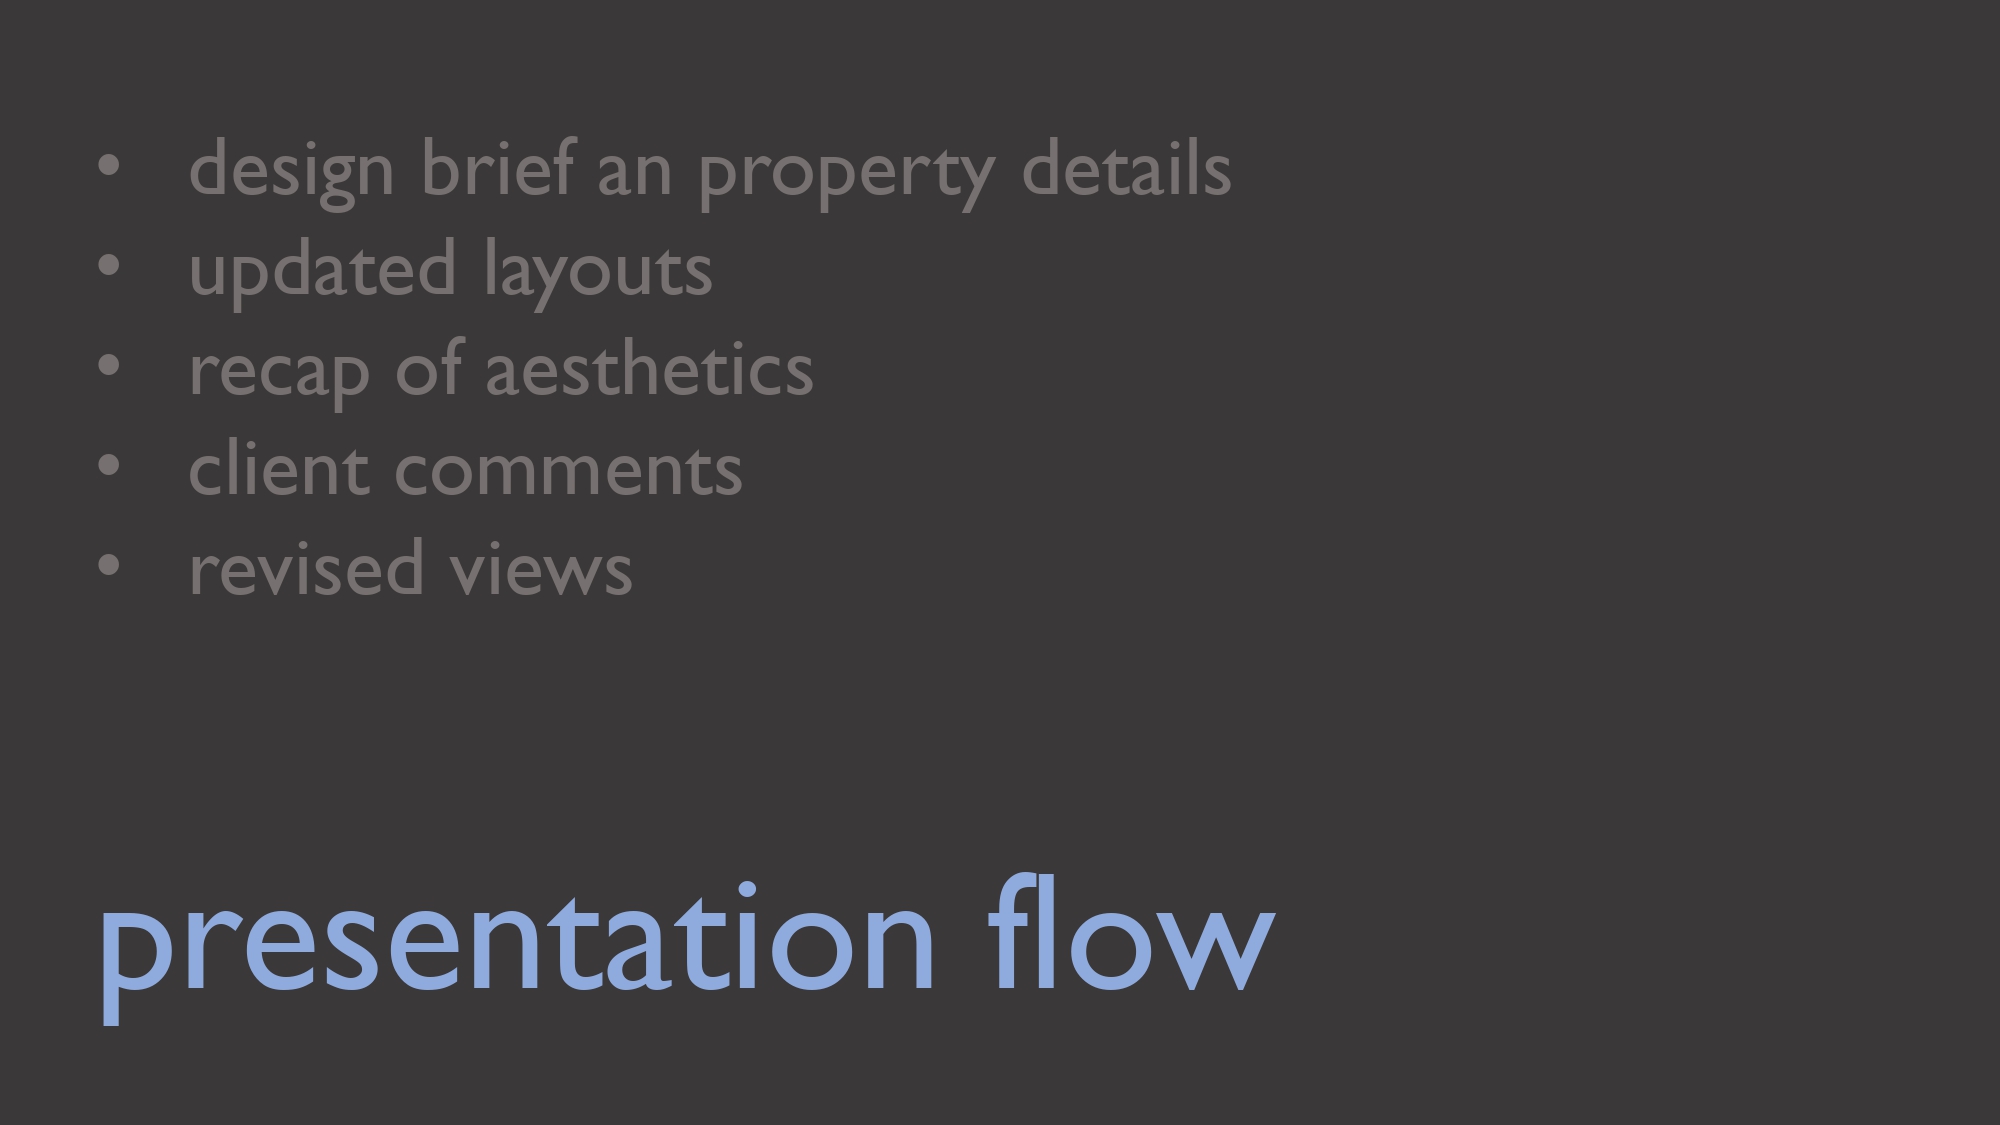 • design brief an property details
• updated layouts
• recap of aesthetics
• client comments
• revised views
presentation flow